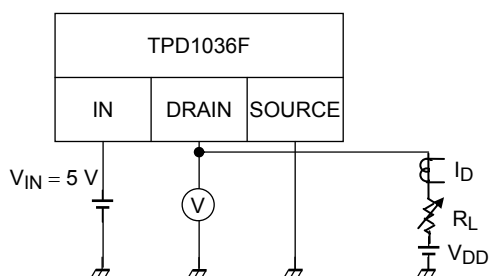 TPD1036F
IN DRAIN SOURCE
V_IN = 5 V
V
I_D
R_L
V_DD